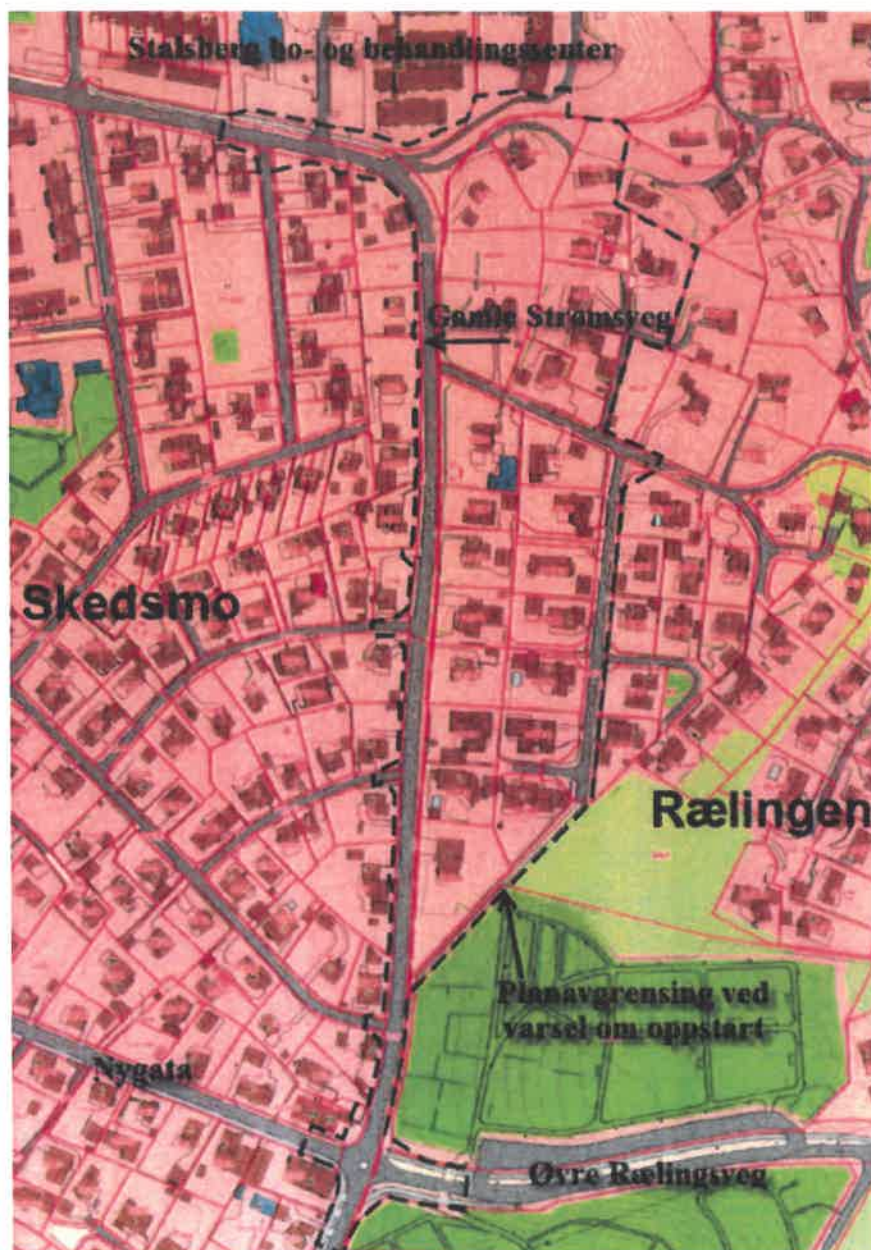 Stalsberg bo- og behandlingssenter
Gamle Strømsveg
Skedsmo
Rælingen
Planavgrensing ved
varsel om oppstart
Nygata
Øvre Rælingsveg